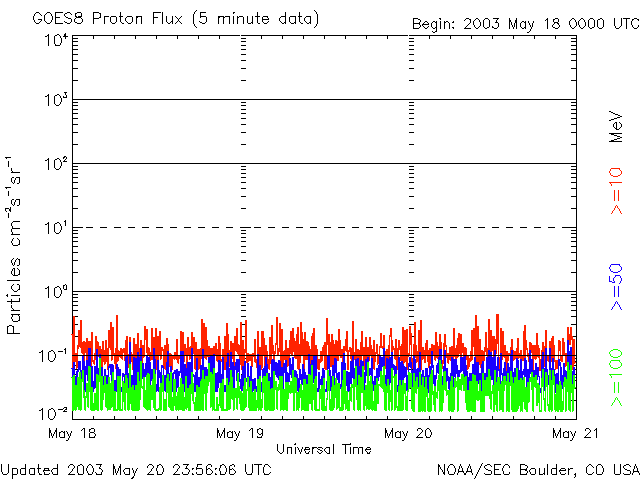 GOES8 Proton Flux (5 minute data)
Begin: 2003 May 18 0000 UTC
10⁴
10³
10²
10¹
10⁰
10⁻¹
10⁻²
Particles cm⁻²s⁻¹sr⁻¹
MeV
>=10
>=50
>=100
May 18
May 19
May 20
May 21
Universal Time
Updated 2003 May 20 23:56:06 UTC
NOAA/SEC Boulder, CO USA